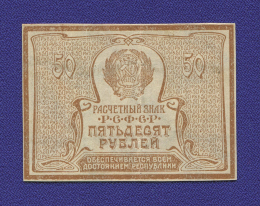 50 50
РАСЧЕТНЫЙ ЗНАК
Р·С·Ф·С·Р
ПЯТЬДЕСЯТ
РУБЛЕЙ
ОБЕСПЕЧИВАЕТСЯ ВСЕМ
ДОСТОЯНИЕМ РЕСПУБЛИКИ